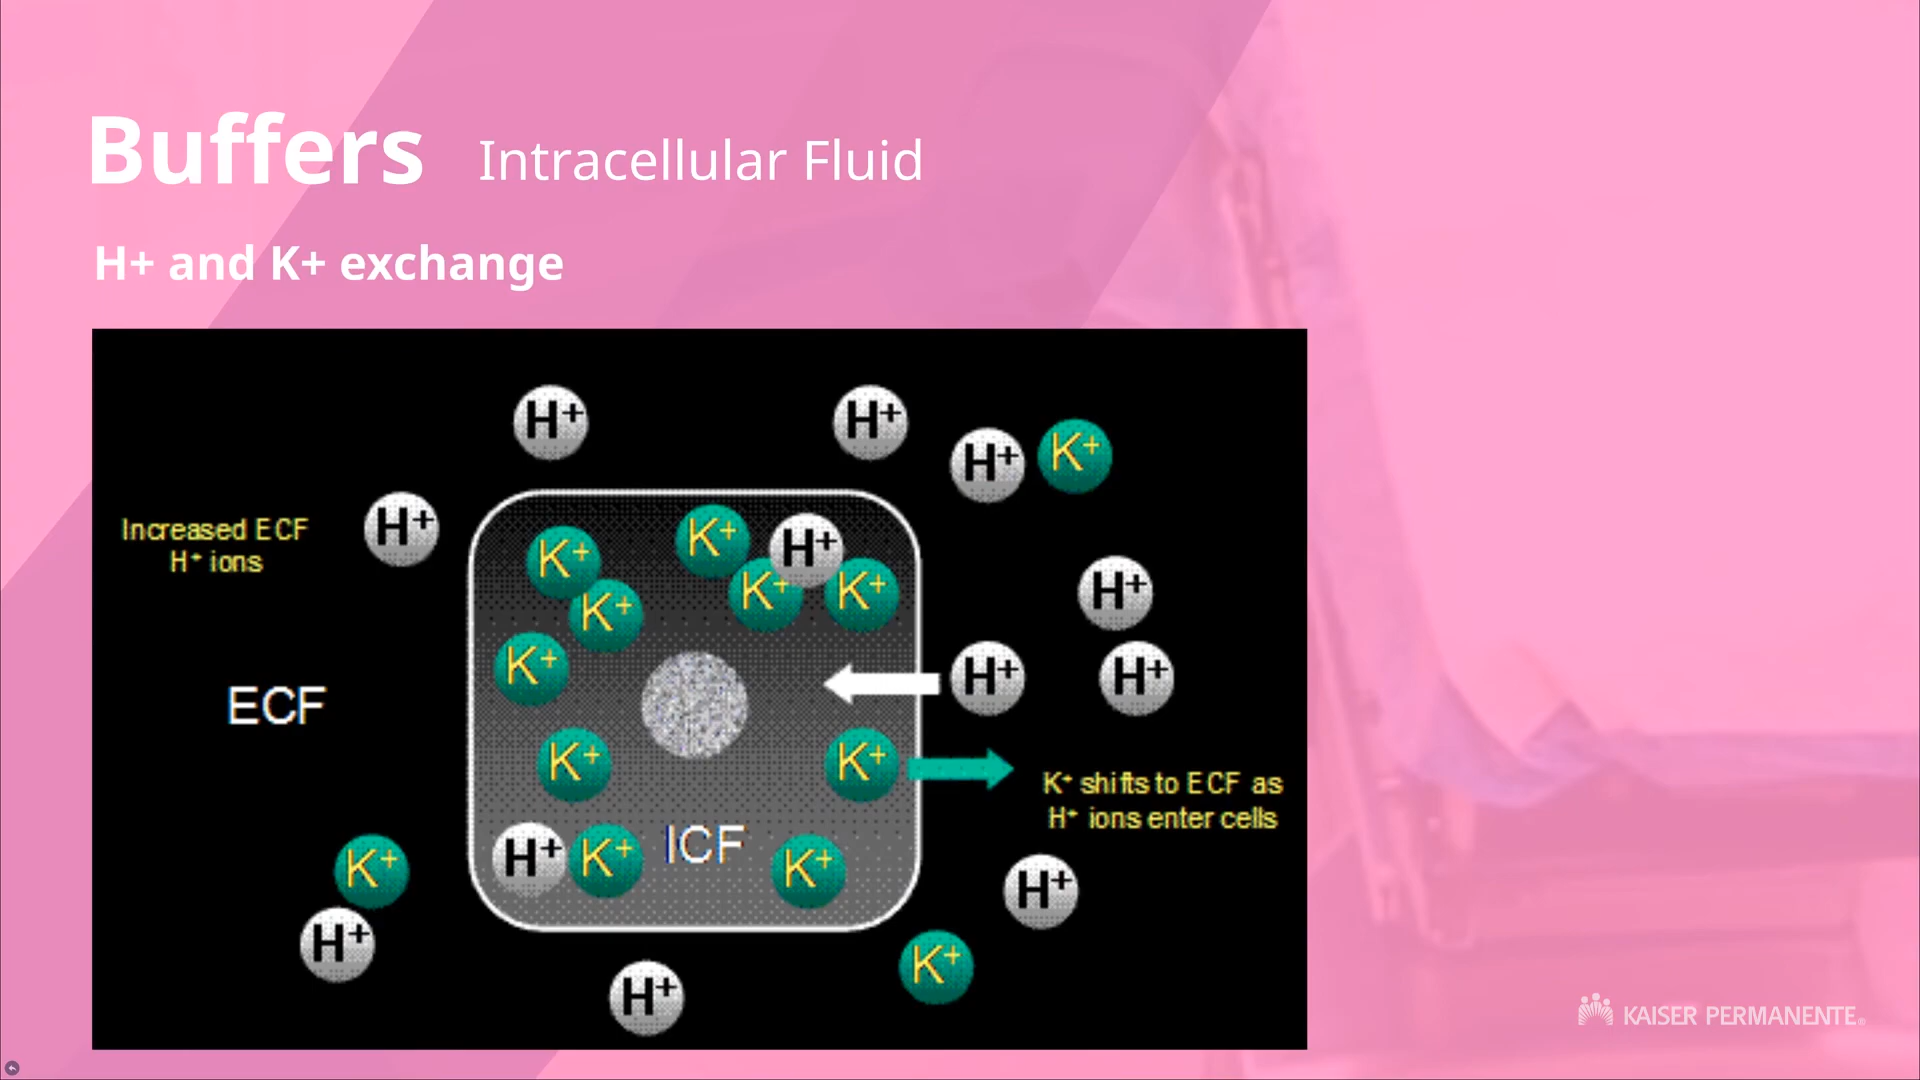 Buffers Intracellular Fluid
H+ and K+ exchange
H⁺
H⁺
H⁺
K⁺
Increased ECF
H⁺ ions
H⁺
K⁺
K⁺
H⁺
K⁺
K⁺
K⁺
K⁺
H⁺
K⁺
ECF
H⁺
H⁺
K⁺
K⁺
K⁺ shifts to ECF as
H⁺ ions enter cells
H⁺
K⁺
ICF
K⁺
K⁺
H⁺
H⁺
K⁺
H⁺
KAISER PERMANENTE®